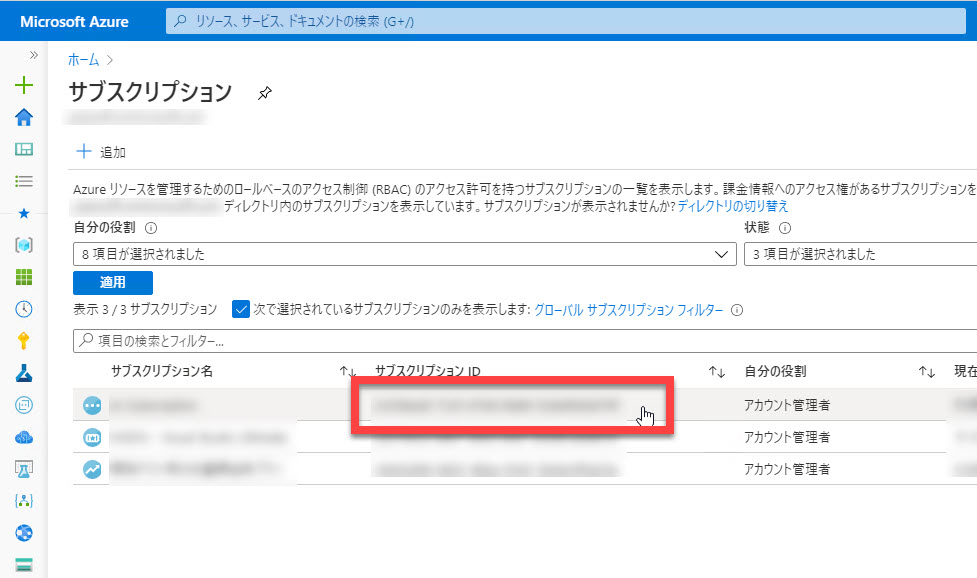 Microsoft Azure
リソース、サービス、ドキュメントの検索 (G+/)
ホーム
サブスクリプション
追加
Azure リソースを管理するためのロールベースのアクセス制御 (RBAC) のアクセス許可を持つサブスクリプションの一覧を表示します。課金情報へのアクセス権があるサブスクリプションを
ディレクトリ内のサブスクリプションを表示しています。サブスクリプションが表示されませんか? ディレクトリの切り替え
自分の役割 状態
8 項目が選択されました 3 項目が選択されました
適用
表示 3 / 3 サブスクリプション 次で選択されているサブスクリプションのみを表示します: グローバル サブスクリプション フィルター
項目の検索とフィルター...
サブスクリプション名 サブスクリプション ID 自分の役割 現在
アカウント管理者
アカウント管理者
アカウント管理者